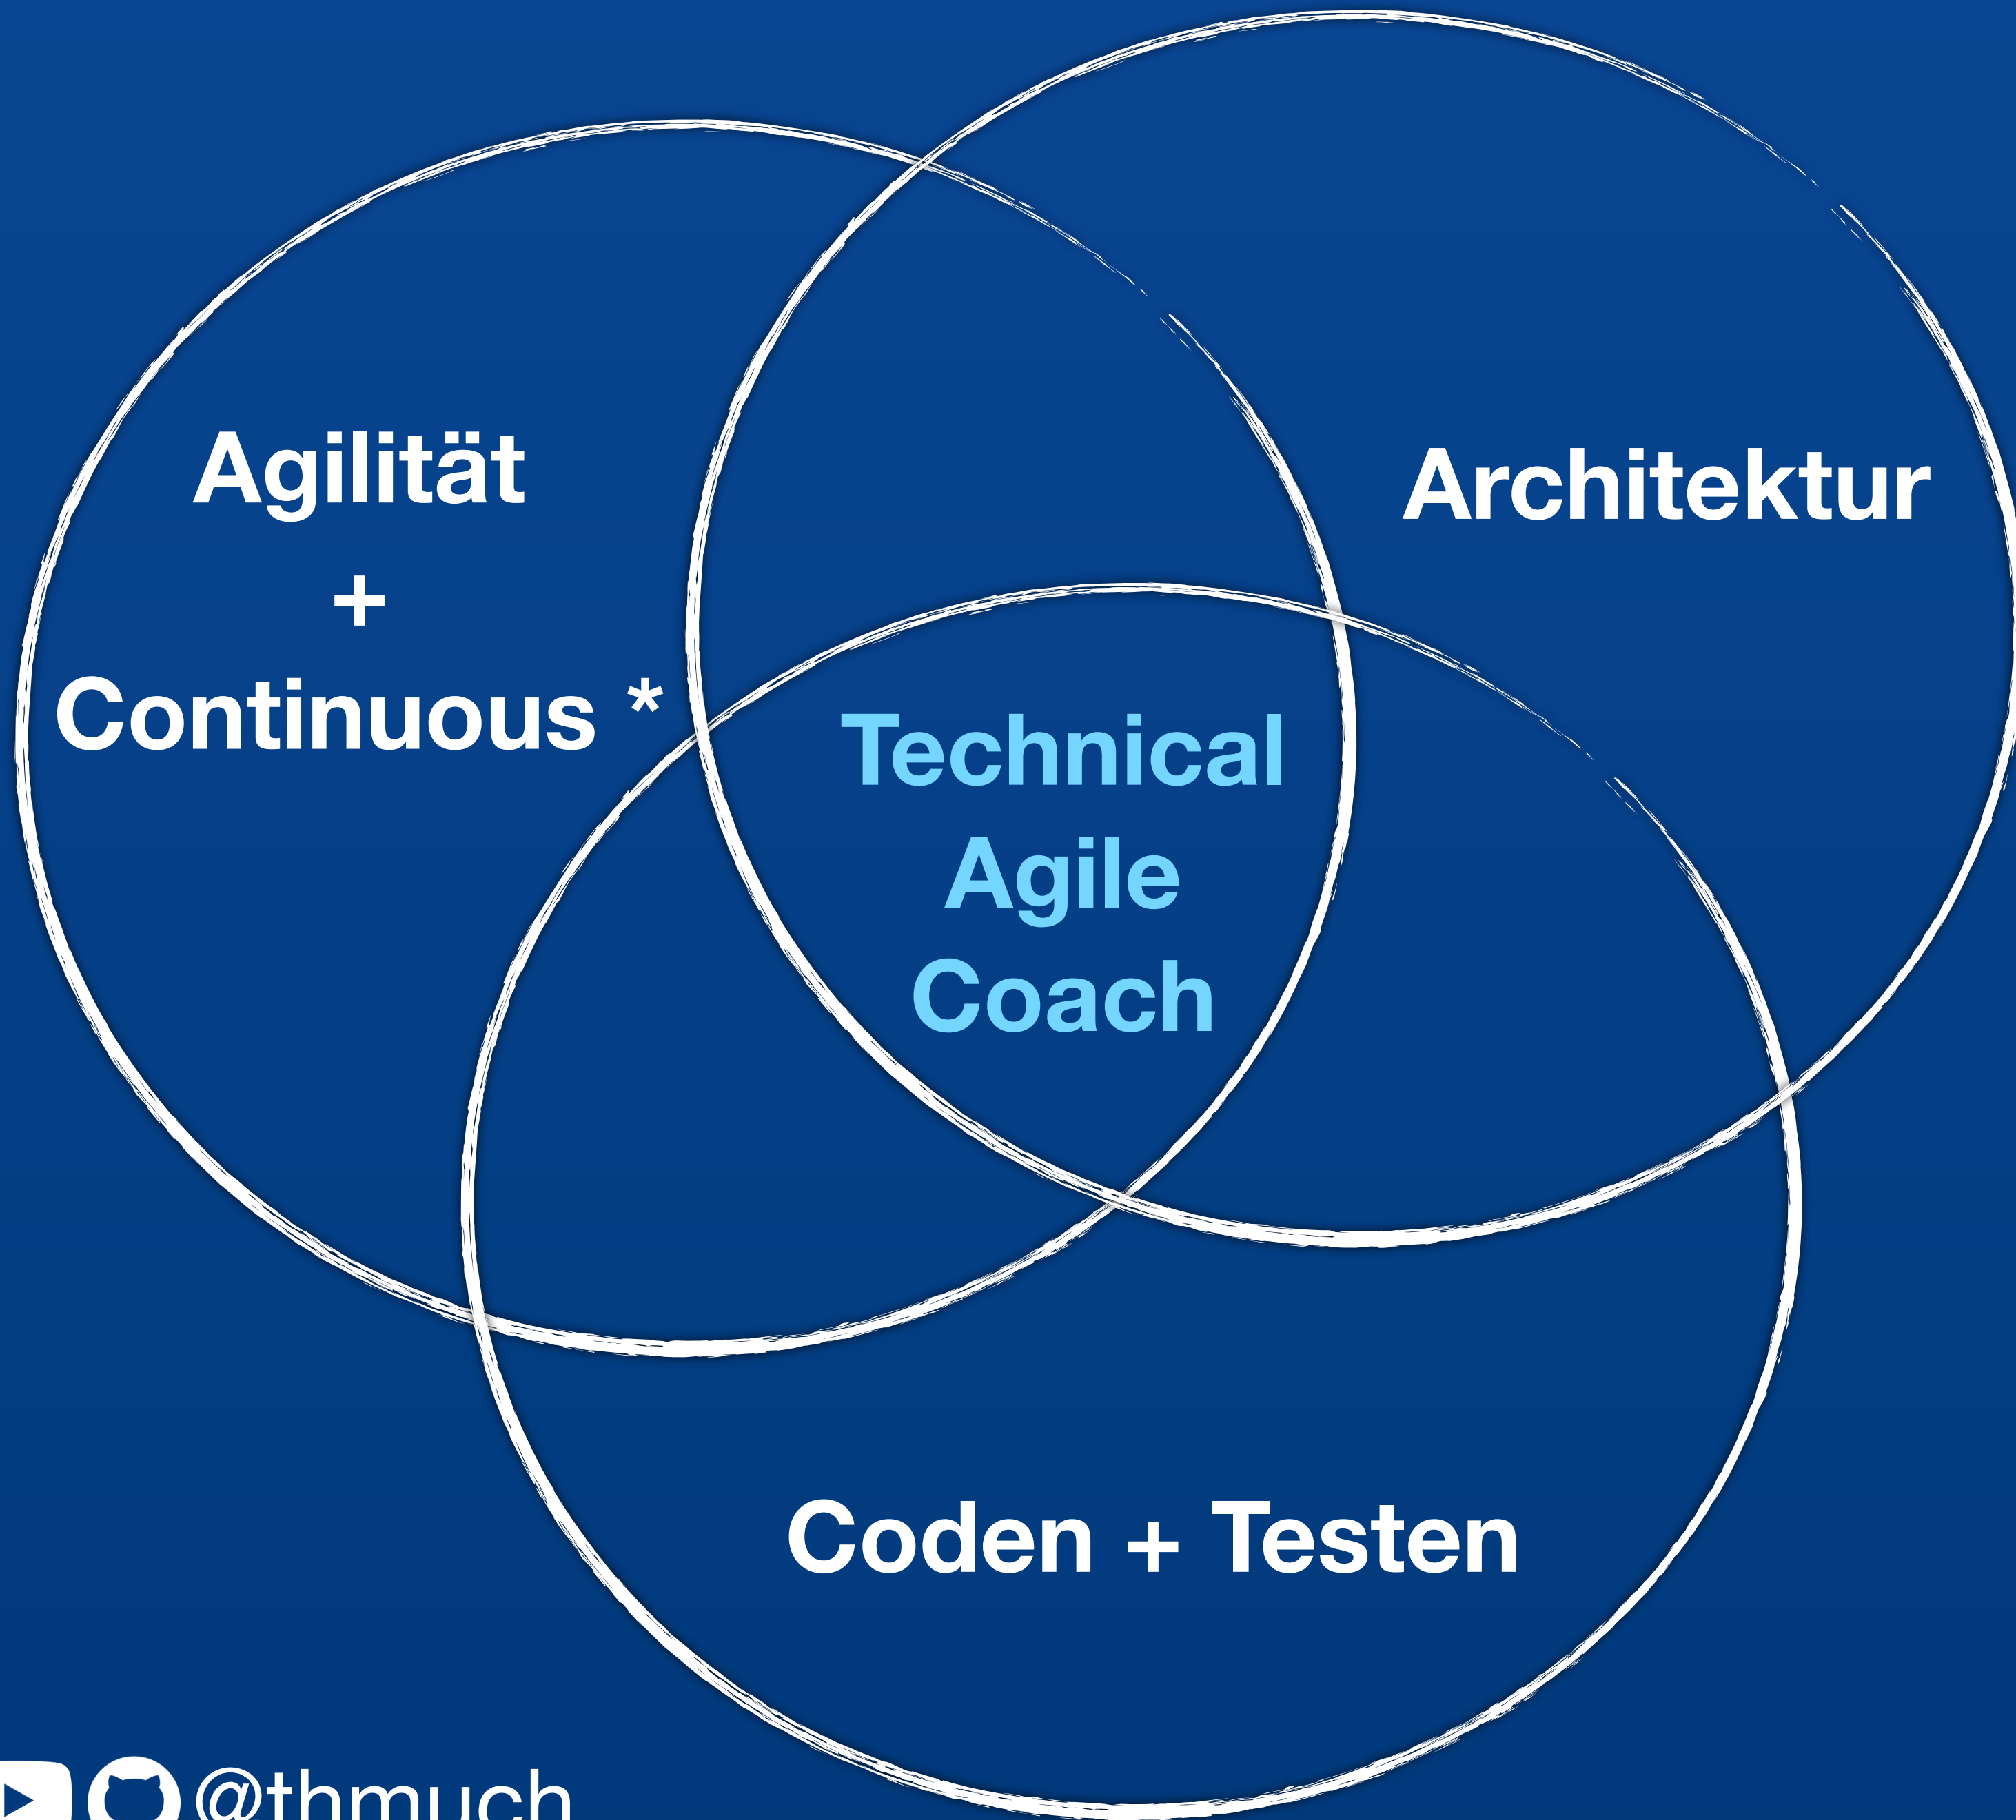 Agilität
+
Continuous *
Architektur
Technical
Agile
Coach
Coden + Testen
@thmuch